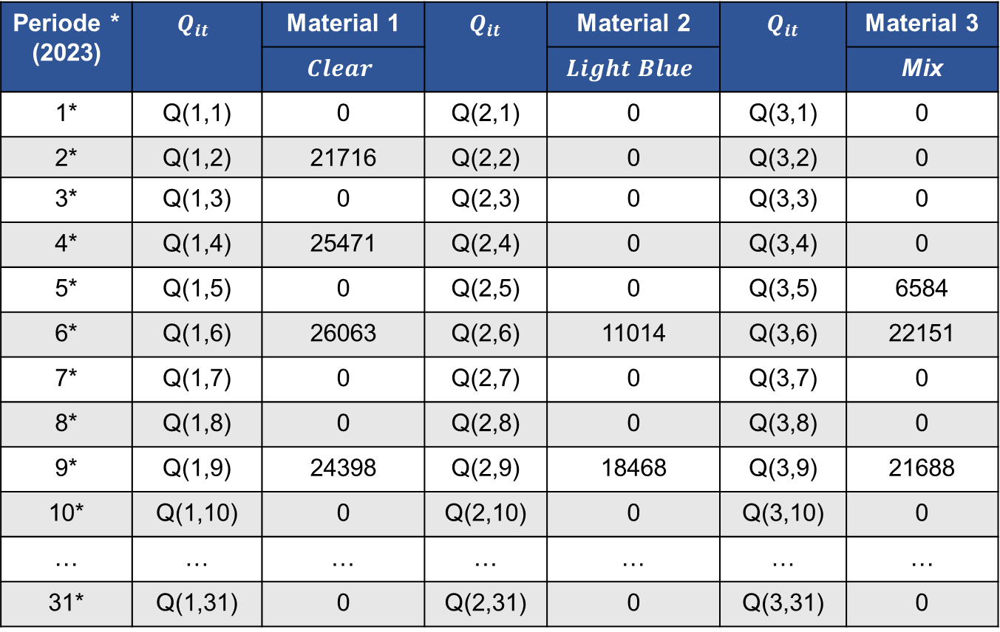 Periode * (2023) Q_it Material 1 Q_it Material 2 Q_it Material 3
Clear Light Blue Mix
1* Q(1,1) 0 Q(2,1) 0 Q(3,1) 0
2* Q(1,2) 21716 Q(2,2) 0 Q(3,2) 0
3* Q(1,3) 0 Q(2,3) 0 Q(3,3) 0
4* Q(1,4) 25471 Q(2,4) 0 Q(3,4) 0
5* Q(1,5) 0 Q(2,5) 0 Q(3,5) 6584
6* Q(1,6) 26063 Q(2,6) 11014 Q(3,6) 22151
7* Q(1,7) 0 Q(2,7) 0 Q(3,7) 0
8* Q(1,8) 0 Q(2,8) 0 Q(3,8) 0
9* Q(1,9) 24398 Q(2,9) 18468 Q(3,9) 21688
10* Q(1,10) 0 Q(2,10) 0 Q(3,10) 0
… … … … … … …
31* Q(1,31) 0 Q(2,31) 0 Q(3,31) 0